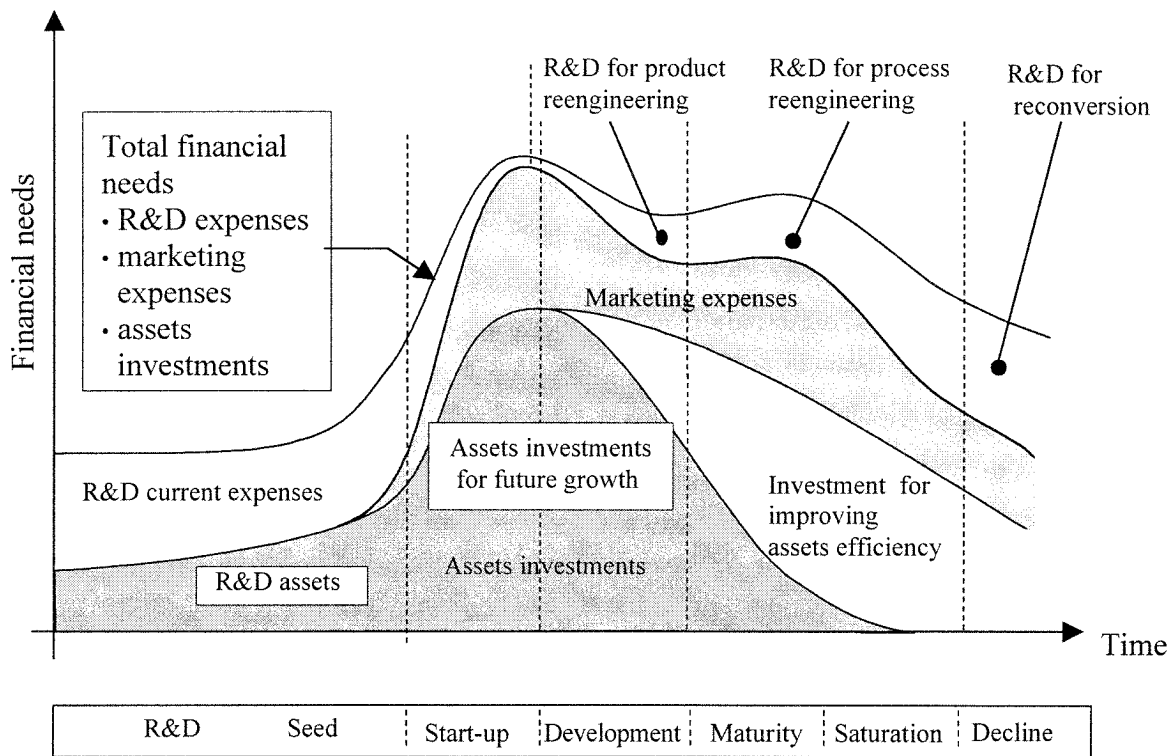 Financial needs
Total financial
needs
· R&D expenses
· marketing
expenses
· assets
investments
R&D for product
reengineering
R&D for process
reengineering
R&D for
reconversion
Marketing expenses
Assets investments
for future growth
R&D current expenses
Investment for
improving
assets efficiency
R&D assets
Assets investments
Time
R&D Seed Start-up Development Maturity Saturation Decline